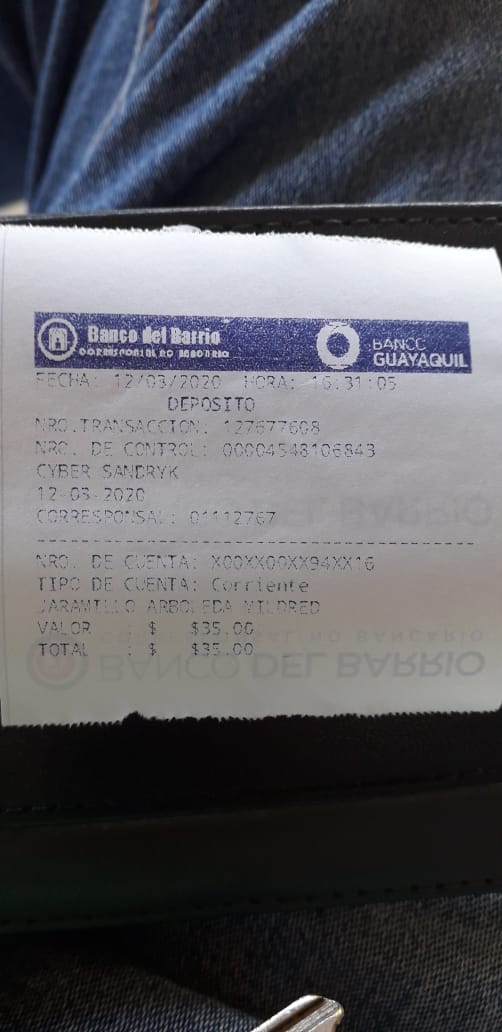 Banco del Barrio
CORRESPONSAL NO BANCARIO
BANCO
GUAYAQUIL
FECHA: 12/03/2020 HORA: 16:31:05
DEPOSITO
NRO.TRANSACCION: 127677608
NRO. DE CONTROL: 00004548106843
CYBER SANDRYK
12-03-2020
CORRESPONSAL: 01112767
NRO. DE CUENTA: X00XX00XX94XX16
TIPO DE CUENTA: Corriente
JARAMILLO ARBOLEDA MILDRED
VALOR : $ $35.00
TOTAL : $ $35.00
CORRESPONSAL NO BANCARIO
BANCO DEL BARRIO